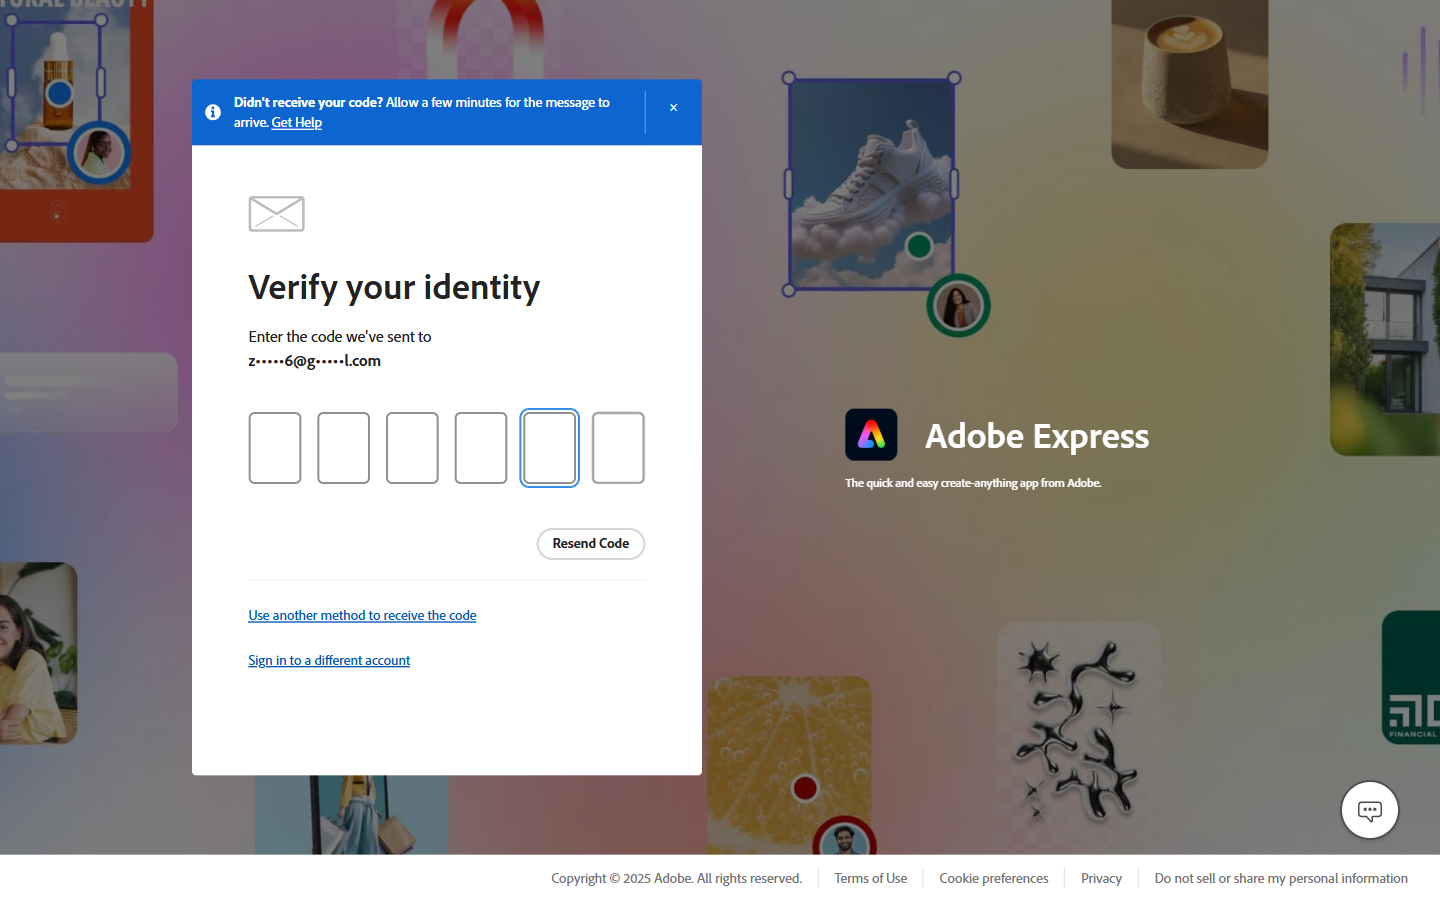 Didn't receive your code? Allow a few minutes for the message to
arrive. Get Help
×
Verify your identity
Enter the code we've sent to
z•••••6@g•••••l.com
Resend Code
Use another method to receive the code
Sign in to a different account
Adobe Express
The quick and easy create-anything app from Adobe.
FINANCIAL
Copyright © 2025 Adobe. All rights reserved.
Terms of Use
Cookie preferences
Privacy
Do not sell or share my personal information